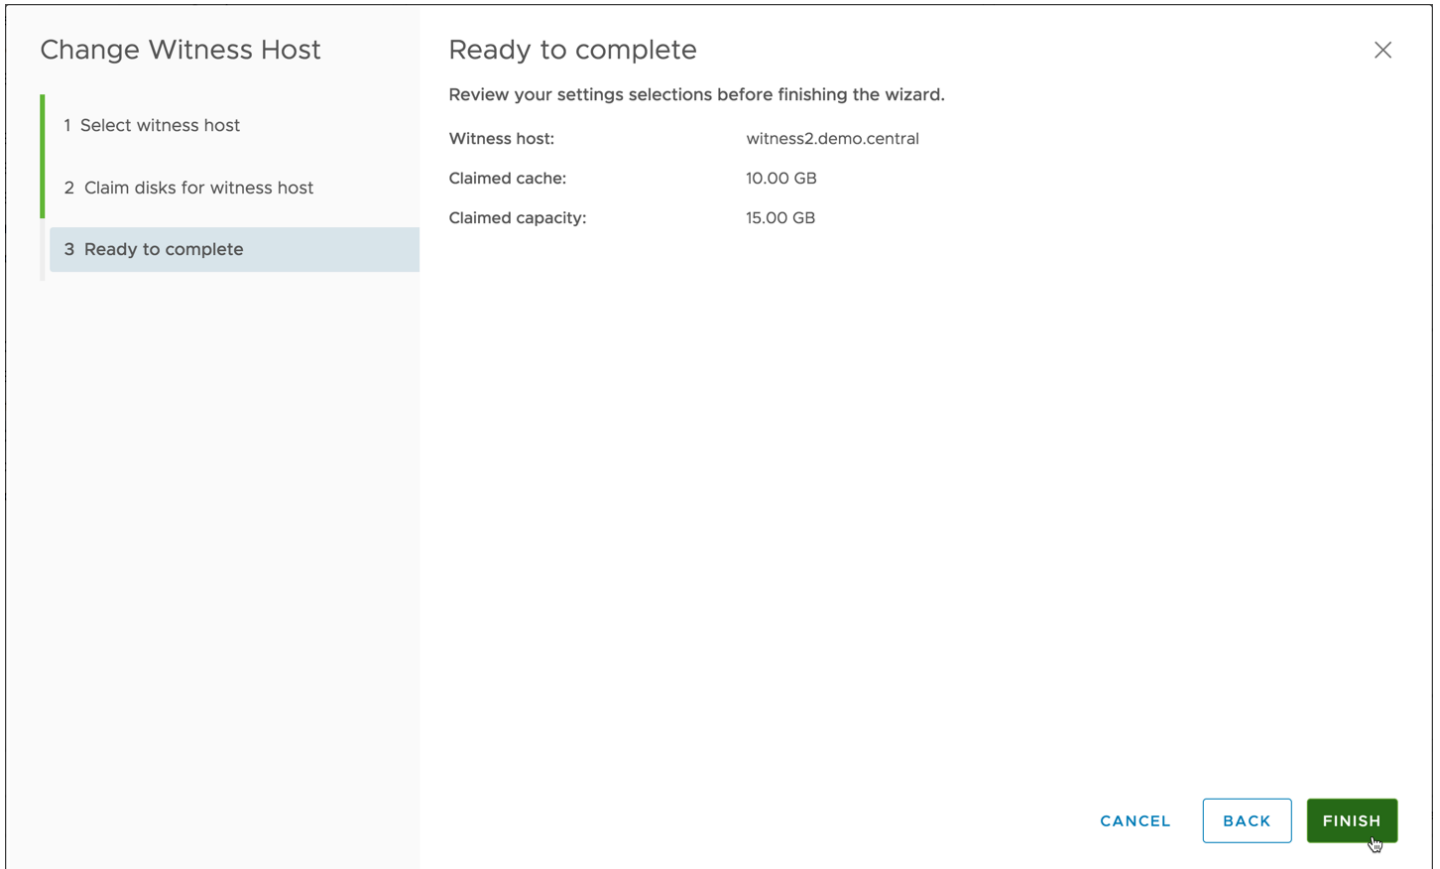 Change Witness Host
1 Select witness host
2 Claim disks for witness host
3 Ready to complete
Ready to complete
Review your settings selections before finishing the wizard.
Witness host: witness2.demo.central
Claimed cache: 10.00 GB
Claimed capacity: 15.00 GB
CANCEL BACK FINISH